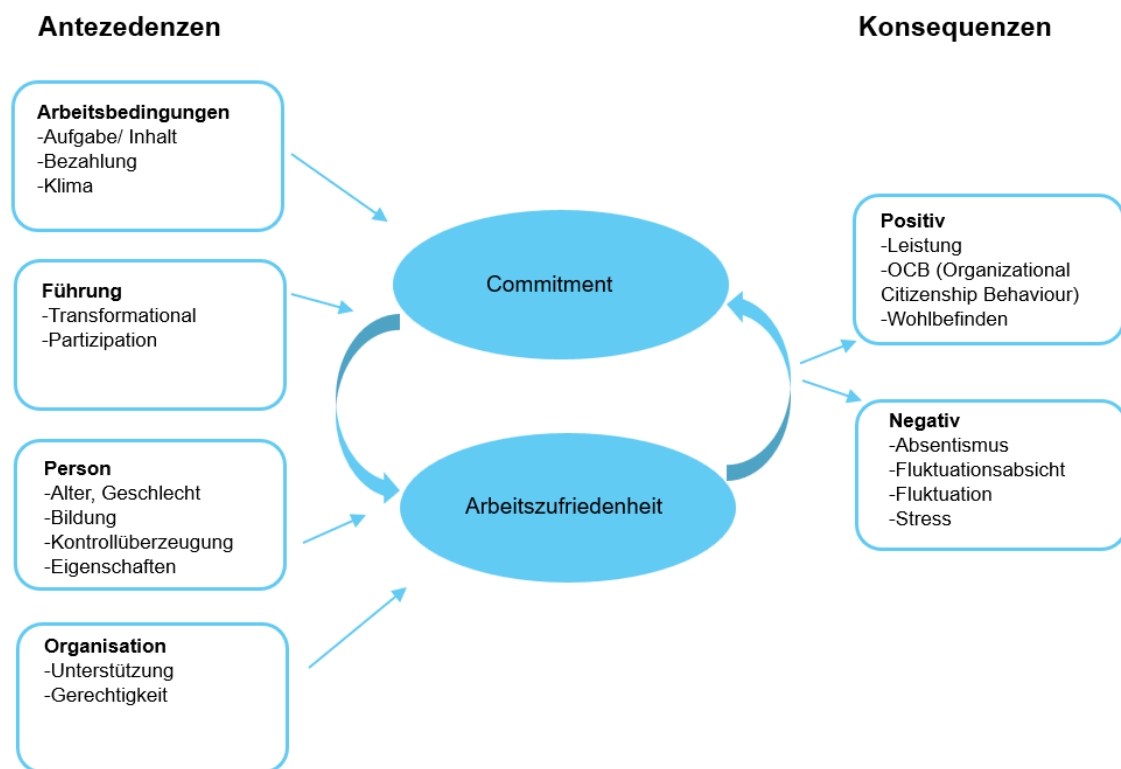 Antezedenzen
Konsequenzen
Arbeitsbedingungen
-Aufgabe/ Inhalt
-Bezahlung
-Klima
Führung
-Transformational
-Partizipation
Person
-Alter, Geschlecht
-Bildung
-Kontrollüberzeugung
-Eigenschaften
Organisation
-Unterstützung
-Gerechtigkeit
Commitment
Arbeitszufriedenheit
Positiv
-Leistung
-OCB (Organizational
Citizenship Behaviour)
-Wohlbefinden
Negativ
-Absentismus
-Fluktuationsabsicht
-Fluktuation
-Stress